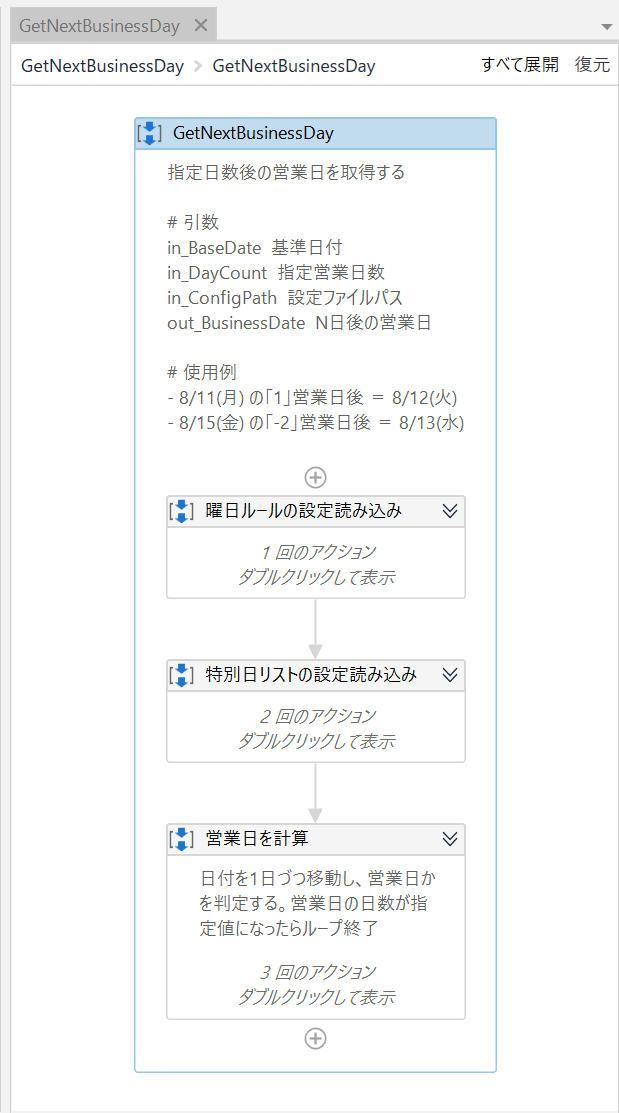 GetNextBusinessDay
GetNextBusinessDay > GetNextBusinessDay すべて展開 復元
GetNextBusinessDay
指定日数後の営業日を取得する
# 引数
in_BaseDate 基準日付
in_DayCount 指定営業日数
in_ConfigPath 設定ファイルパス
out_BusinessDate N日後の営業日
# 使用例
- 8/11(月) の「1」営業日後 = 8/12(火)
- 8/15(金) の「-2」営業日後 = 8/13(水)
曜日ルールの設定読み込み
1 回のアクション
ダブルクリックして表示
特別日リストの設定読み込み
2 回のアクション
ダブルクリックして表示
営業日を計算
日付を1日づつ移動し、営業日か
を判定する。営業日の日数が指
定値になったらループ終了
3 回のアクション
ダブルクリックして表示